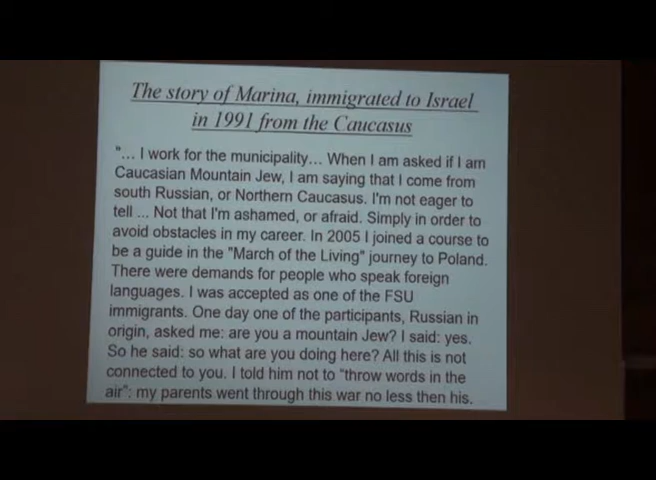 The story of Marina, immigrated to Israel
in 1991 from the Caucasus
"... I work for the municipality... When I am asked if I am
Caucasian Mountain Jew, I am saying that I come from
south Russian, or Northern Caucasus. I'm not eager to
tell ... Not that I'm ashamed, or afraid. Simply in order to
avoid obstacles in my career. In 2005 I joined a course to
be a guide in the "March of the Living" journey to Poland.
There were demands for people who speak foreign
languages. I was accepted as one of the FSU
immigrants. One day one of the participants, Russian in
origin, asked me: are you a mountain Jew? I said: yes.
So he said: so what are you doing here? All this is not
connected to you. I told him not to "throw words in the
air": my parents went through this war no less then his.